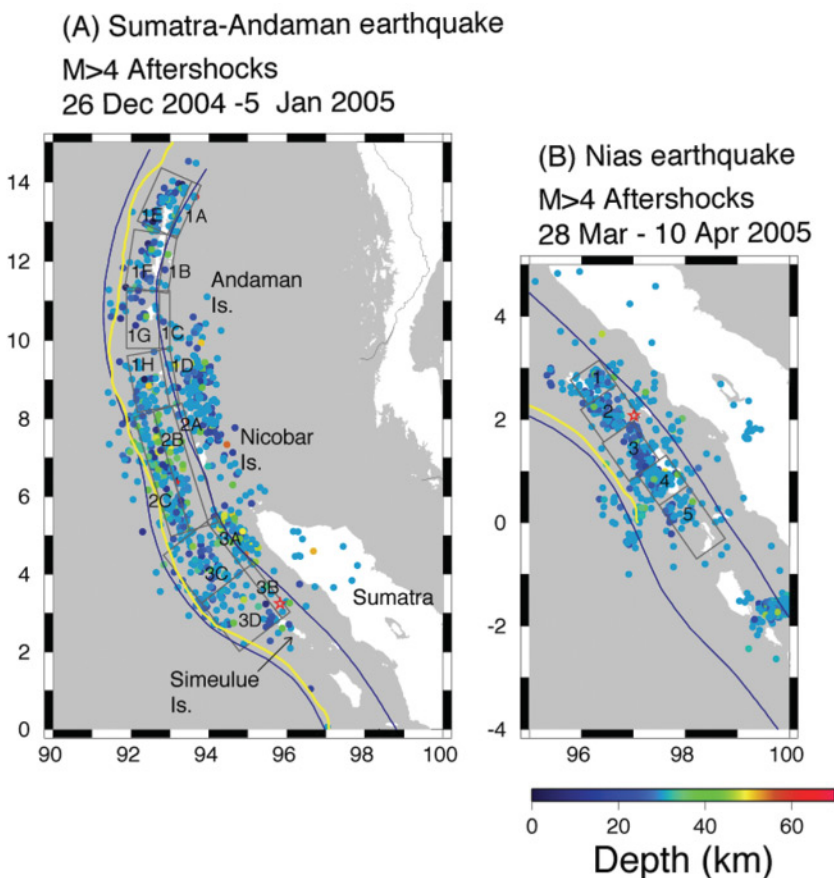 (A) Sumatra-Andaman earthquake
M>4 Aftershocks
26 Dec 2004 -5 Jan 2005
14
12
10
8
6
4
2
0
90
92
94
96
98
100
1E
1A
1F
1B
1G
1C
1H
1D
2A
2B
2C
3A
3C
3B
3D
Andaman
Is.
Nicobar
Is.
Sumatra
Simeulue
Is.
(B) Nias earthquake
M>4 Aftershocks
28 Mar - 10 Apr 2005
4
2
0
-2
-4
96
98
100
1
2
3
4
5
0
20
40
60
Depth (km)